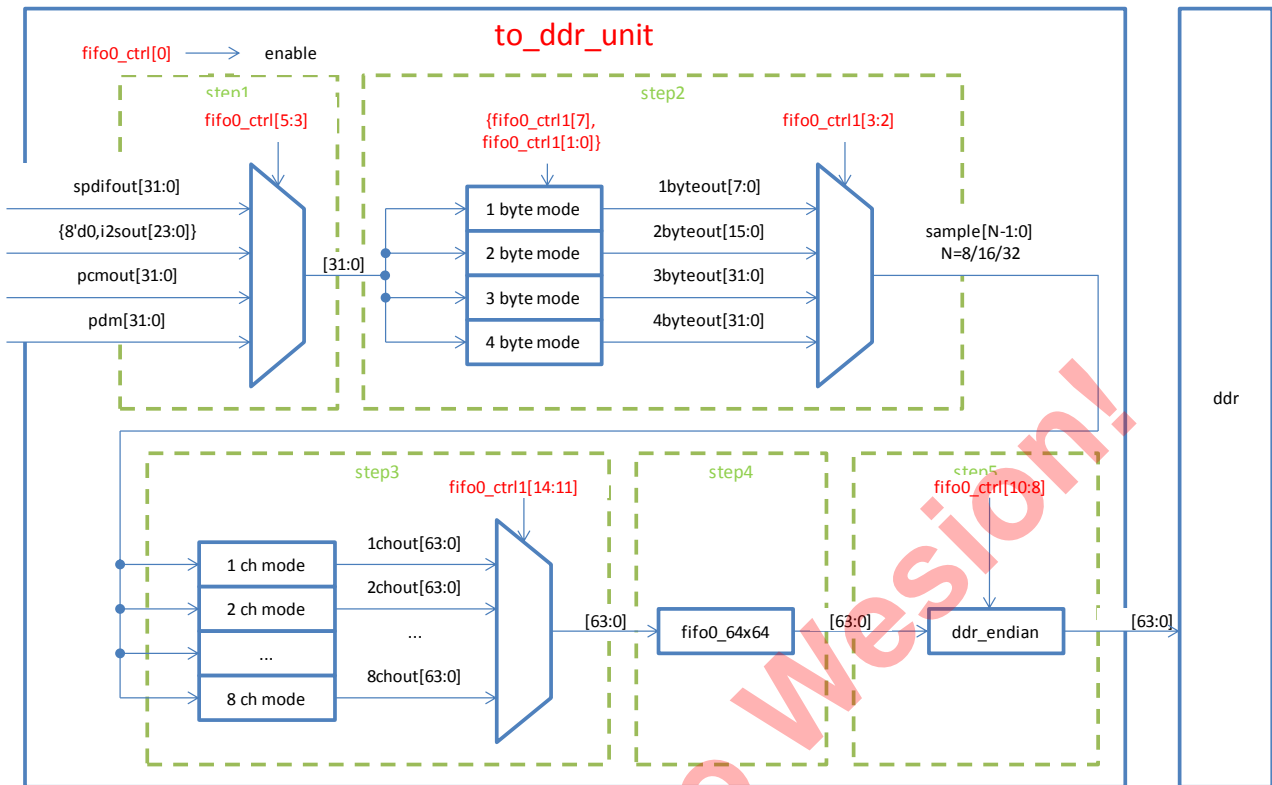 to_ddr_unit
fifo0_ctrl[0]
enable
step1
fifo0_ctrl[5:3]
spdifout[31:0]
{8'd0,i2sout[23:0]}
pcmout[31:0]
pdm[31:0]
[31:0]
step2
{fifo0_ctrl1[7],
fifo0_ctrl1[1:0]}
fifo0_ctrl1[3:2]
1 byte mode
2 byte mode
3 byte mode
4 byte mode
1byteout[7:0]
2byteout[15:0]
3byteout[31:0]
4byteout[31:0]
sample[N-1:0]
N=8/16/32
ddr
step3
fifo0_ctrl1[14:11]
1 ch mode
2 ch mode
...
8 ch mode
1chout[63:0]
2chout[63:0]
...
8chout[63:0]
[63:0]
step4
fifo0_64x64
[63:0]
step5
fifo0_ctrl[10:8]
ddr_endian
[63:0]
o Wesion!